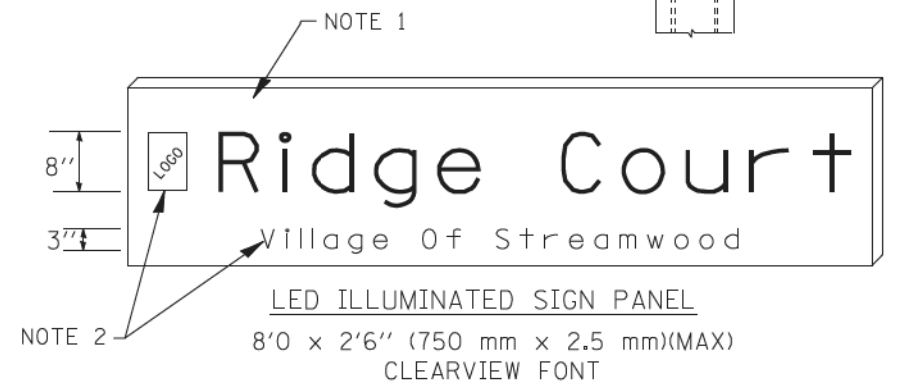 NOTE 1
8'' LOGO Ridge Court
3'' Village Of Streamwood
LED ILLUMINATED SIGN PANEL
NOTE 2
8'0 x 2'6'' (750 mm x 2.5 mm)(MAX)
CLEARVIEW FONT